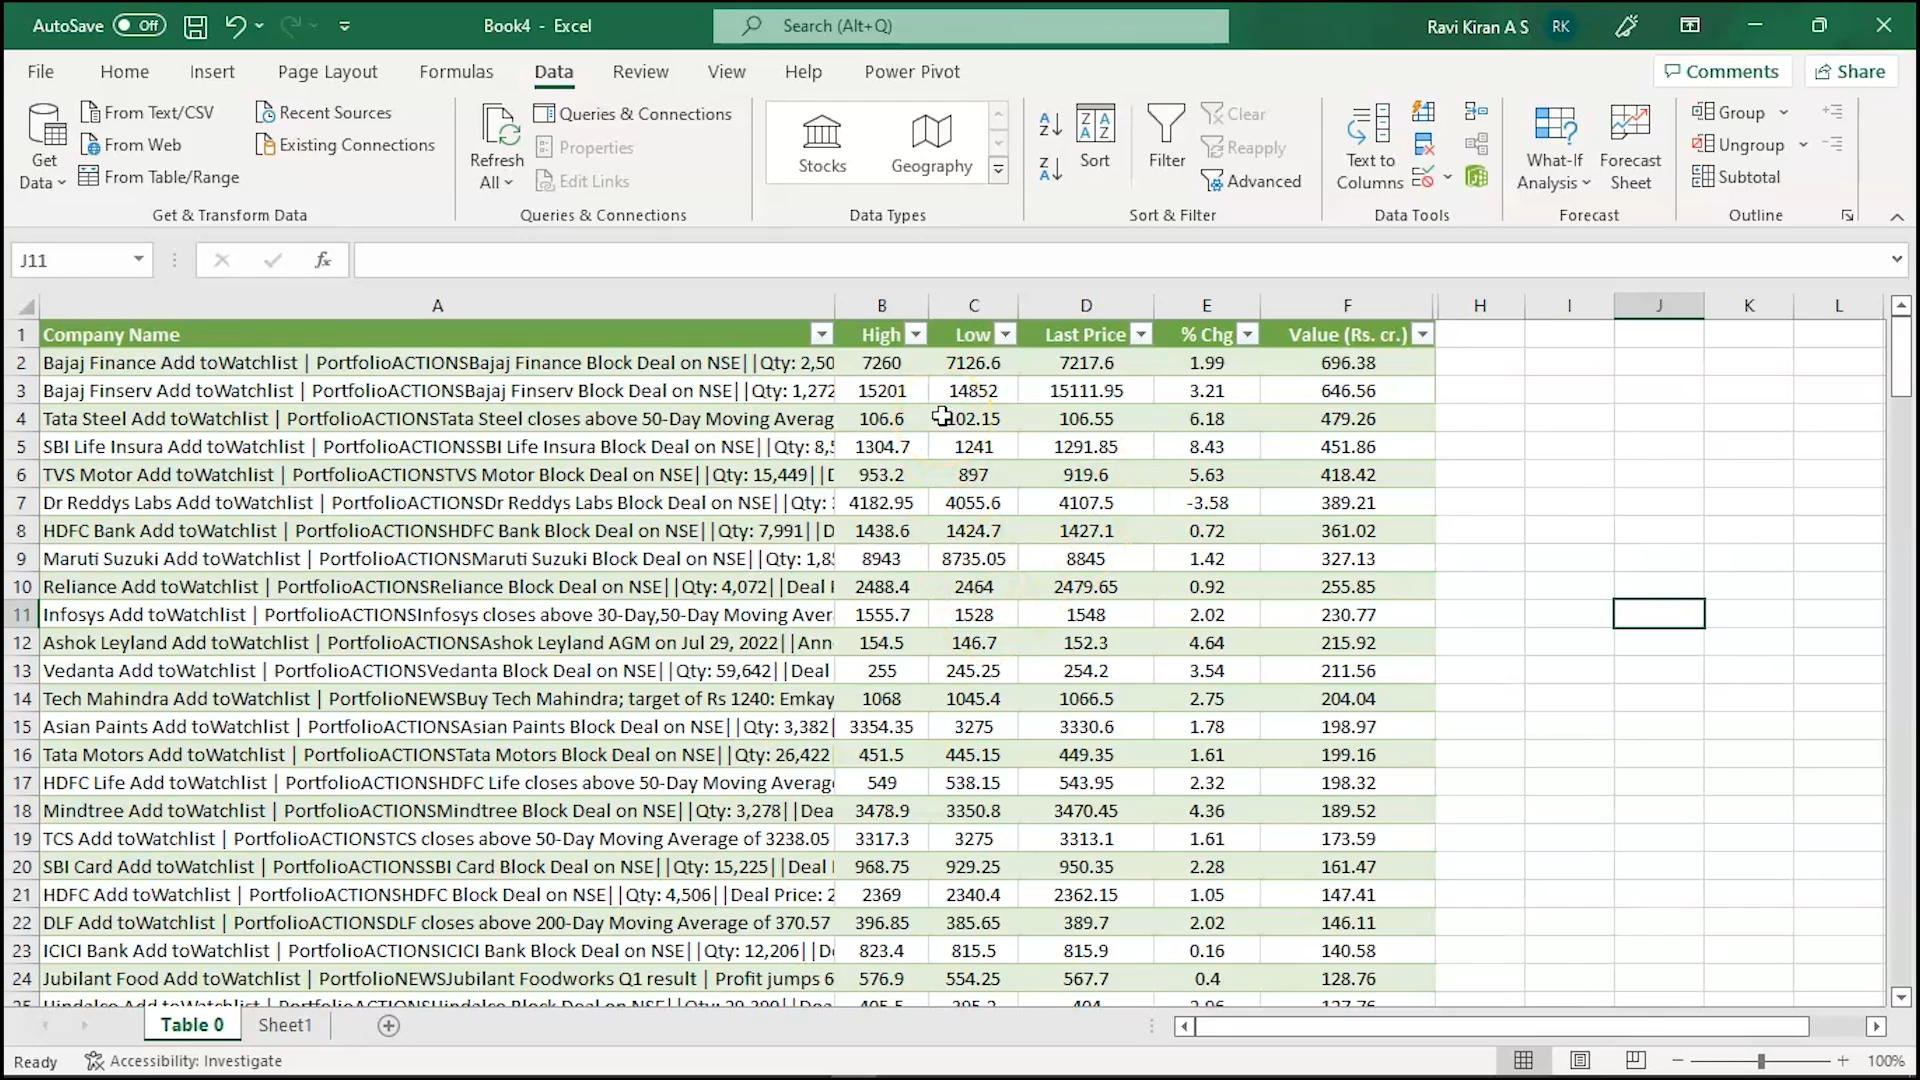 AutoSave Off Book4 - Excel Search (Alt+Q) Ravi Kiran A S RK
File Home Insert Page Layout Formulas Data Review View Help Power Pivot Comments Share
Get Data From Text/CSV From Web From Table/Range Recent Sources Existing Connections
Refresh All Queries & Connections Properties Edit Links
Stocks Geography
Sort Filter Clear Reapply Advanced
Text to Columns
What-If Analysis Forecast Sheet
Group Ungroup Subtotal
Get & Transform Data Queries & Connections Data Types Sort & Filter Data Tools Forecast Outline
J11 fx
A B C D E F H I J K L
1 Company Name High Low Last Price % Chg Value (Rs. cr.)
2 Bajaj Finance Add toWatchlist | PortfolioACTIONSBajaj Finance Block Deal on NSE||Qty: 2,50 7260 7126.6 7217.6 1.99 696.38
3 Bajaj Finserv Add toWatchlist | PortfolioACTIONSBajaj Finserv Block Deal on NSE||Qty: 1,272 15201 14852 15111.95 3.21 646.56
4 Tata Steel Add toWatchlist | PortfolioACTIONSTata Steel closes above 50-Day Moving Averag 106.6 102.15 106.55 6.18 479.26
5 SBI Life Insura Add toWatchlist | PortfolioACTIONSSBI Life Insura Block Deal on NSE||Qty: 8,5 1304.7 1241 1291.85 8.43 451.86
6 TVS Motor Add toWatchlist | PortfolioACTIONSTVS Motor Block Deal on NSE||Qty: 15,449||D 953.2 897 919.6 5.63 418.42
7 Dr Reddys Labs Add toWatchlist | PortfolioACTIONSDr Reddys Labs Block Deal on NSE||Qty: 4182.95 4055.6 4107.5 -3.58 389.21
8 HDFC Bank Add toWatchlist | PortfolioACTIONSHDFC Bank Block Deal on NSE||Qty: 7,991||D 1438.6 1424.7 1427.1 0.72 361.02
9 Maruti Suzuki Add toWatchlist | PortfolioACTIONSMaruti Suzuki Block Deal on NSE||Qty: 1,85 8943 8735.05 8845 1.42 327.13
10 Reliance Add toWatchlist | PortfolioACTIONSReliance Block Deal on NSE||Qty: 4,072||Deal P 2488.4 2464 2479.65 0.92 255.85
11 Infosys Add toWatchlist | PortfolioACTIONSInfosys closes above 30-Day,50-Day Moving Aver 1555.7 1528 1548 2.02 230.77
12 Ashok Leyland Add toWatchlist | PortfolioACTIONSAshok Leyland AGM on Jul 29, 2022||Ann 154.5 146.7 152.3 4.64 215.92
13 Vedanta Add toWatchlist | PortfolioACTIONSVedanta Block Deal on NSE||Qty: 59,642||Deal 255 245.25 254.2 3.54 211.56
14 Tech Mahindra Add toWatchlist | PortfolioNEWSBuy Tech Mahindra; target of Rs 1240: Emkay 1068 1045.4 1066.5 2.75 204.04
15 Asian Paints Add toWatchlist | PortfolioACTIONSAsian Paints Block Deal on NSE||Qty: 3,382| 3354.35 3275 3330.6 1.78 198.97
16 Tata Motors Add toWatchlist | PortfolioACTIONSTata Motors Block Deal on NSE||Qty: 26,422 451.5 445.15 449.35 1.61 199.16
17 HDFC Life Add toWatchlist | PortfolioACTIONSHDFC Life closes above 50-Day Moving Average 549 538.15 543.95 2.32 198.32
18 Mindtree Add toWatchlist | PortfolioACTIONSMindtree Block Deal on NSE||Qty: 3,278||Dea 3478.9 3350.8 3470.45 4.36 189.52
19 TCS Add toWatchlist | PortfolioACTIONSTCS closes above 50-Day Moving Average of 3238.05 3317.3 3275 3313.1 1.61 173.59
20 SBI Card Add toWatchlist | PortfolioACTIONSSBI Card Block Deal on NSE||Qty: 15,225||Deal 968.75 929.25 950.35 2.28 161.47
21 HDFC Add toWatchlist | PortfolioACTIONSHDFC Block Deal on NSE||Qty: 4,506||Deal Price: 2 2369 2340.4 2362.15 1.05 147.41
22 DLF Add toWatchlist | PortfolioACTIONSDLF closes above 200-Day Moving Average of 370.57 396.85 385.65 389.7 2.02 146.11
23 ICICI Bank Add toWatchlist | PortfolioACTIONSICICI Bank Block Deal on NSE||Qty: 12,206||De 823.4 815.5 815.9 0.16 140.58
24 Jubilant Food Add toWatchlist | PortfolioNEWSJubilant Foodworks Q1 result | Profit jumps 6 576.9 554.25 567.7 0.4 128.76
Table 0 Sheet1
Ready Accessibility: Investigate 100%